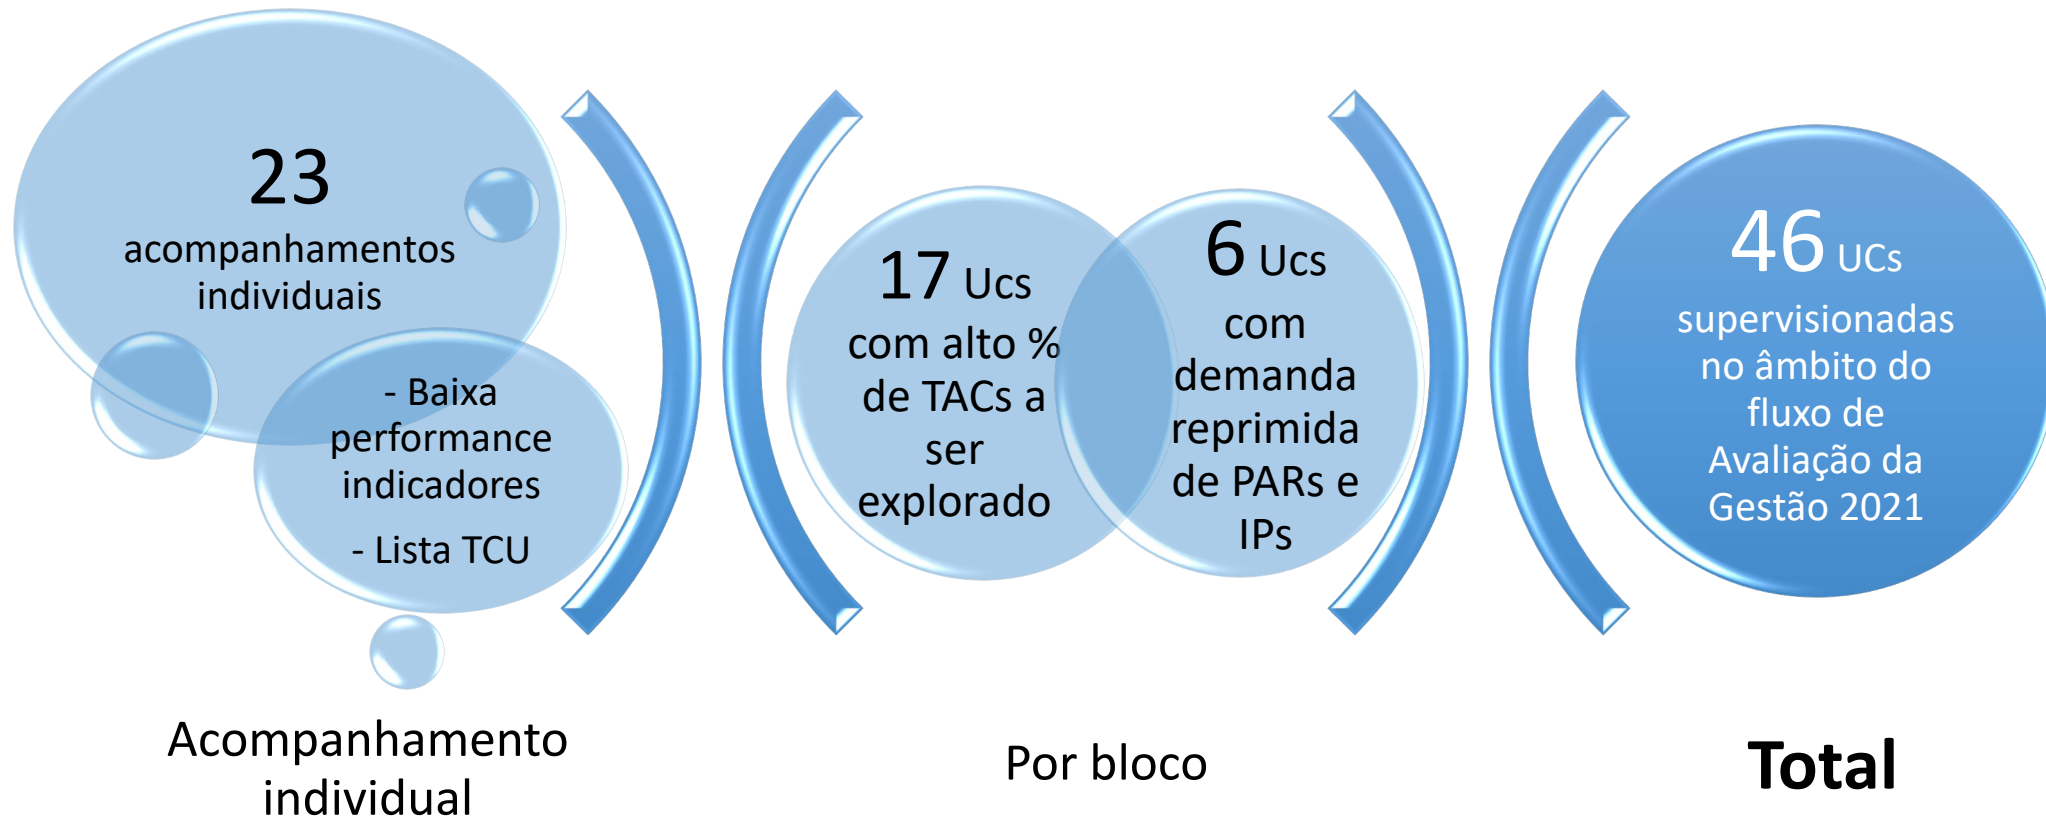 23
acompanhamentos
individuais
- Baixa
performance
indicadores
- Lista TCU
Acompanhamento
individual
17 Ucs
com alto %
de TACs a
ser
explorado
6 Ucs
com
demanda
reprimida
de PARs e
IPs
Por bloco
46 UCs
supervisionadas
no âmbito do
fluxo de
Avaliação da
Gestão 2021
Total